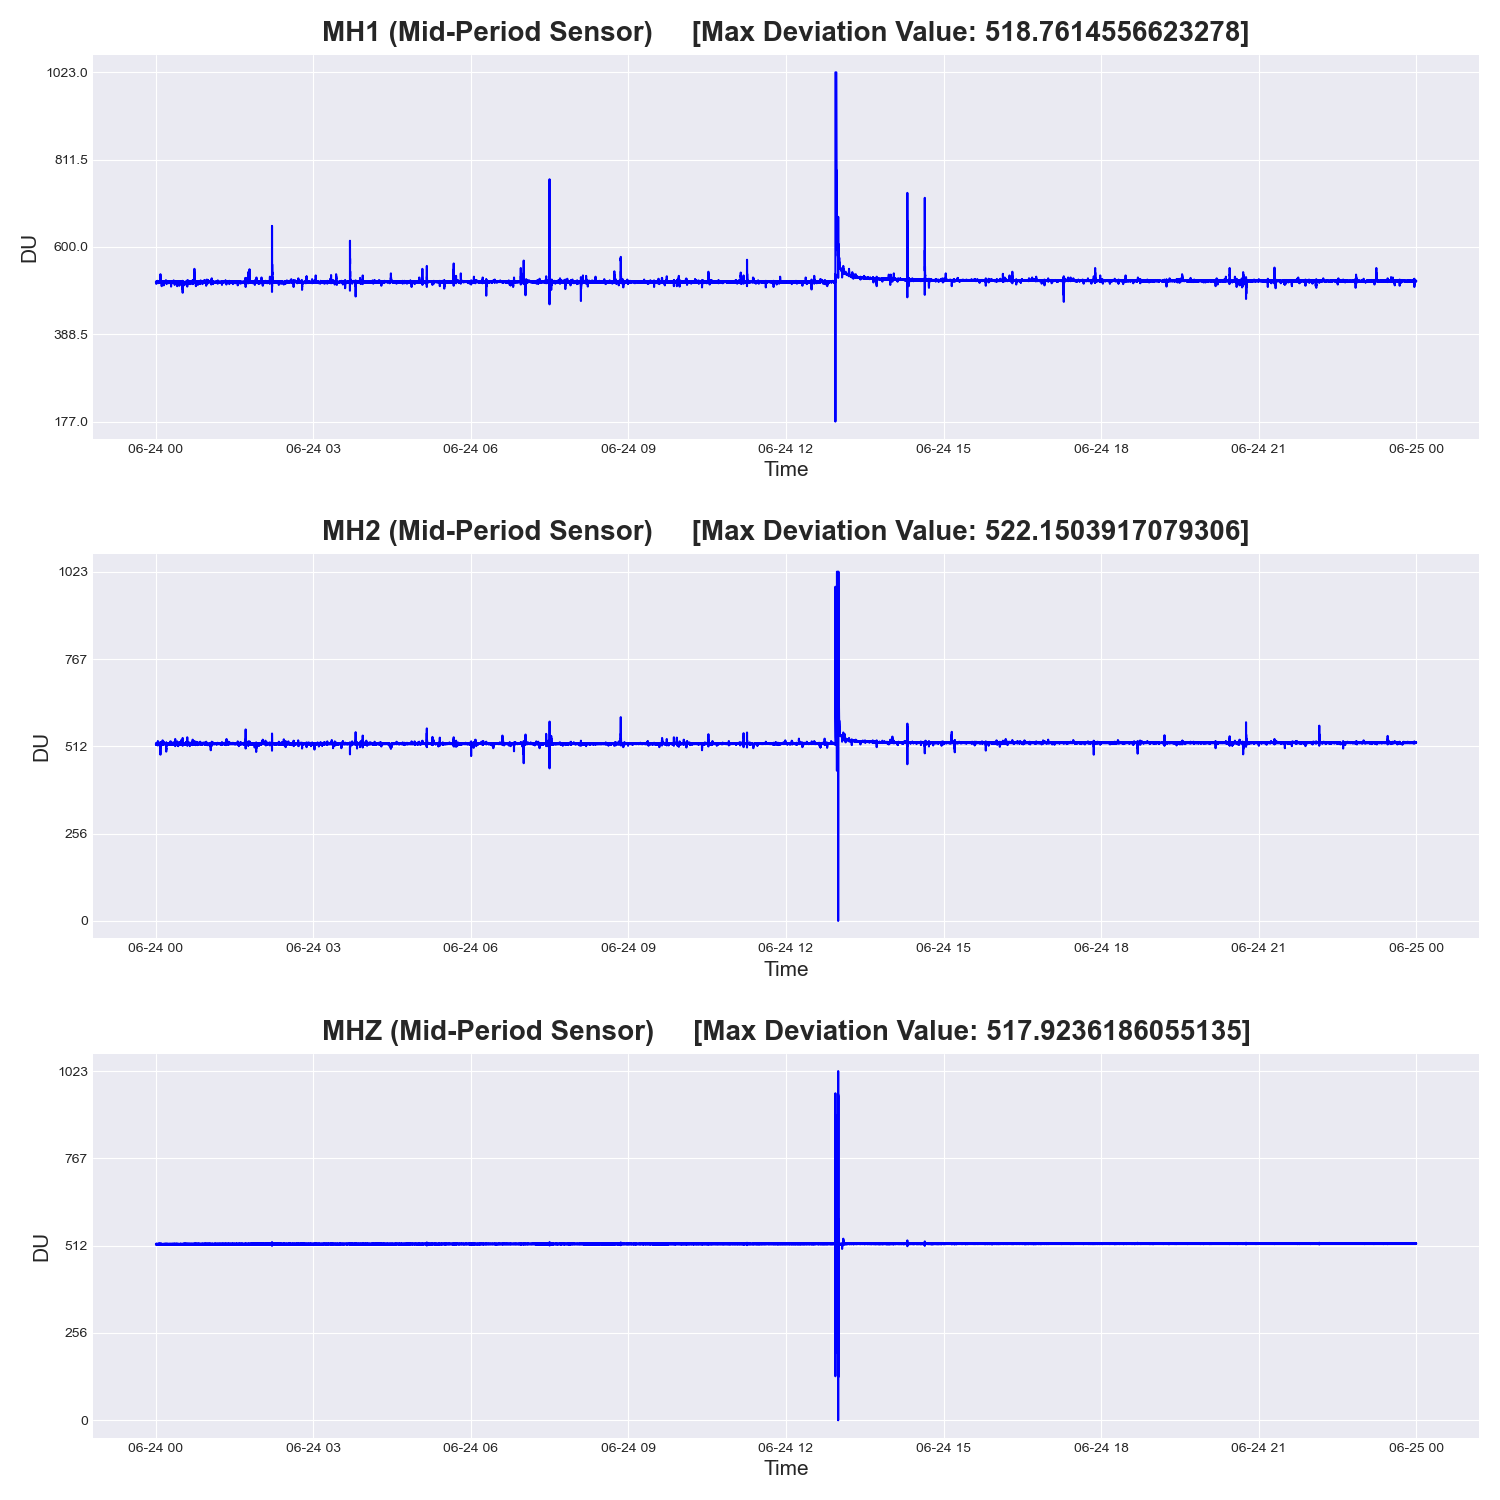 MH1 (Mid-Period Sensor)     [Max Deviation Value: 518.7614556623278]
1023.0
811.5
600.0
388.5
177.0
DU
06-24 00 06-24 03 06-24 06 06-24 09 06-24 12 06-24 15 06-24 18 06-24 21 06-25 00
Time
MH2 (Mid-Period Sensor)     [Max Deviation Value: 522.1503917079306]
1023
767
512
256
0
DU
06-24 00 06-24 03 06-24 06 06-24 09 06-24 12 06-24 15 06-24 18 06-24 21 06-25 00
Time
MHZ (Mid-Period Sensor)     [Max Deviation Value: 517.9236186055135]
1023
767
512
256
0
DU
06-24 00 06-24 03 06-24 06 06-24 09 06-24 12 06-24 15 06-24 18 06-24 21 06-25 00
Time